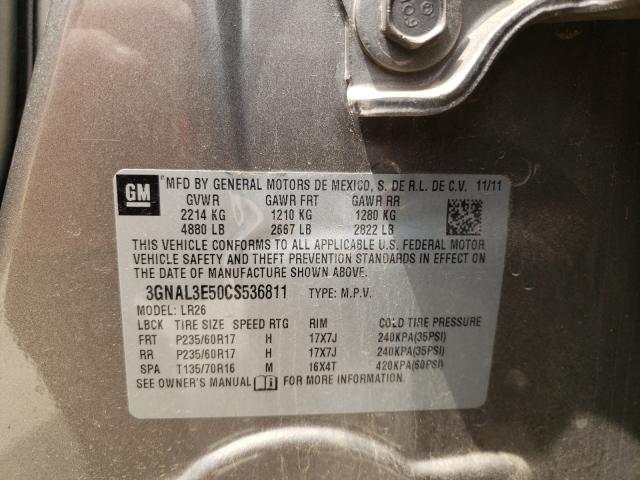 10.9
GM
MFD BY GENERAL MOTORS DE MEXICO, S. DE R.L. DE C.V. 11/11
GVWR GAWR FRT GAWR RR
2214 KG 1210 KG 1280 KG
4880 LB 2667 LB 2822 LB
THIS VEHICLE CONFORMS TO ALL APPLICABLE U.S. FEDERAL MOTOR
VEHICLE SAFETY AND THEFT PREVENTION STANDARDS IN EFFECT ON
THE DATE OF MANUFACTURE SHOWN ABOVE.
3GNAL3E50CS536811 TYPE: M.P.V.
MODEL: LR26
LBCK TIRE SIZE SPEED RTG RIM COLD TIRE PRESSURE
FRT P235/60R17 H 17X7J 240KPA(35PSI)
RR P235/60R17 H 17X7J 240KPA(35PSI)
SPA T135/70R16 M 16X4T 420KPA(60PSI)
SEE OWNER'S MANUAL FOR MORE INFORMATION.